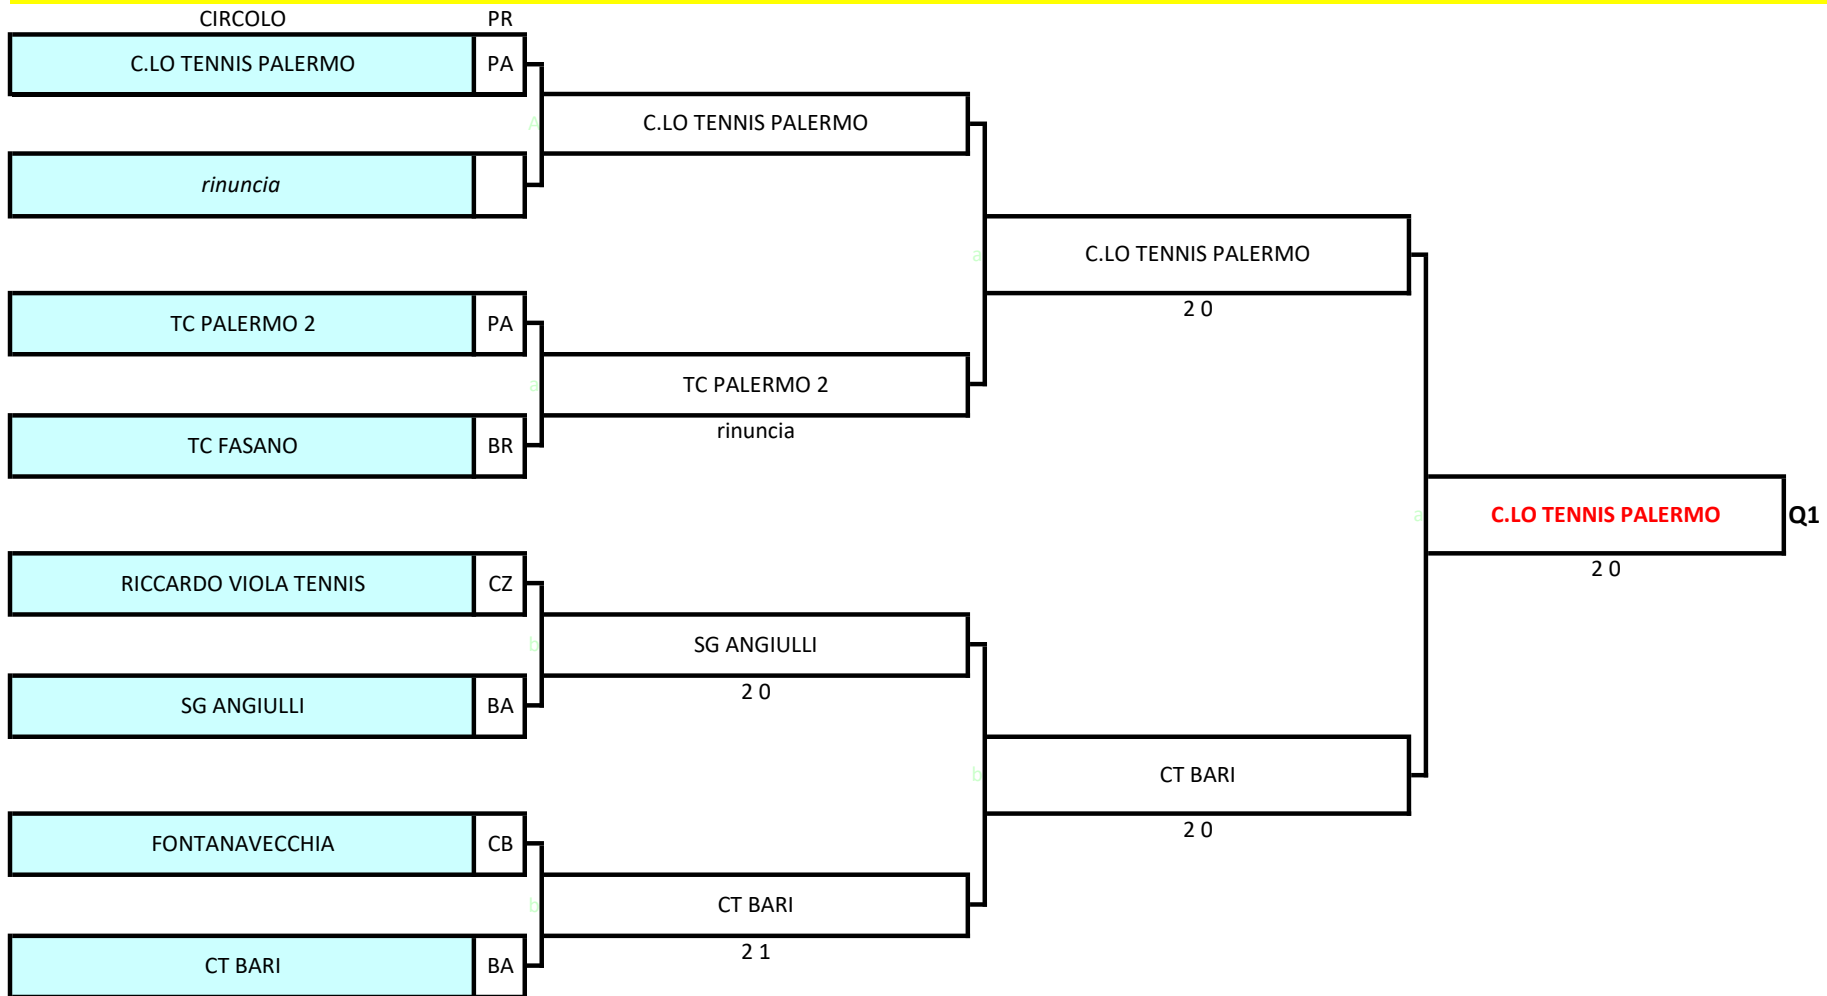 CIRCOLO PR
C.LO TENNIS PALERMO PA
A C.LO TENNIS PALERMO
rinuncia
a C.LO TENNIS PALERMO
2 0
TC PALERMO 2 PA
a TC PALERMO 2
rinuncia
TC FASANO BR
a C.LO TENNIS PALERMO Q1
2 0
RICCARDO VIOLA TENNIS CZ
b SG ANGIULLI
2 0
SG ANGIULLI BA
b CT BARI
2 0
FONTANAVECCHIA CB
b CT BARI
2 1
CT BARI BA